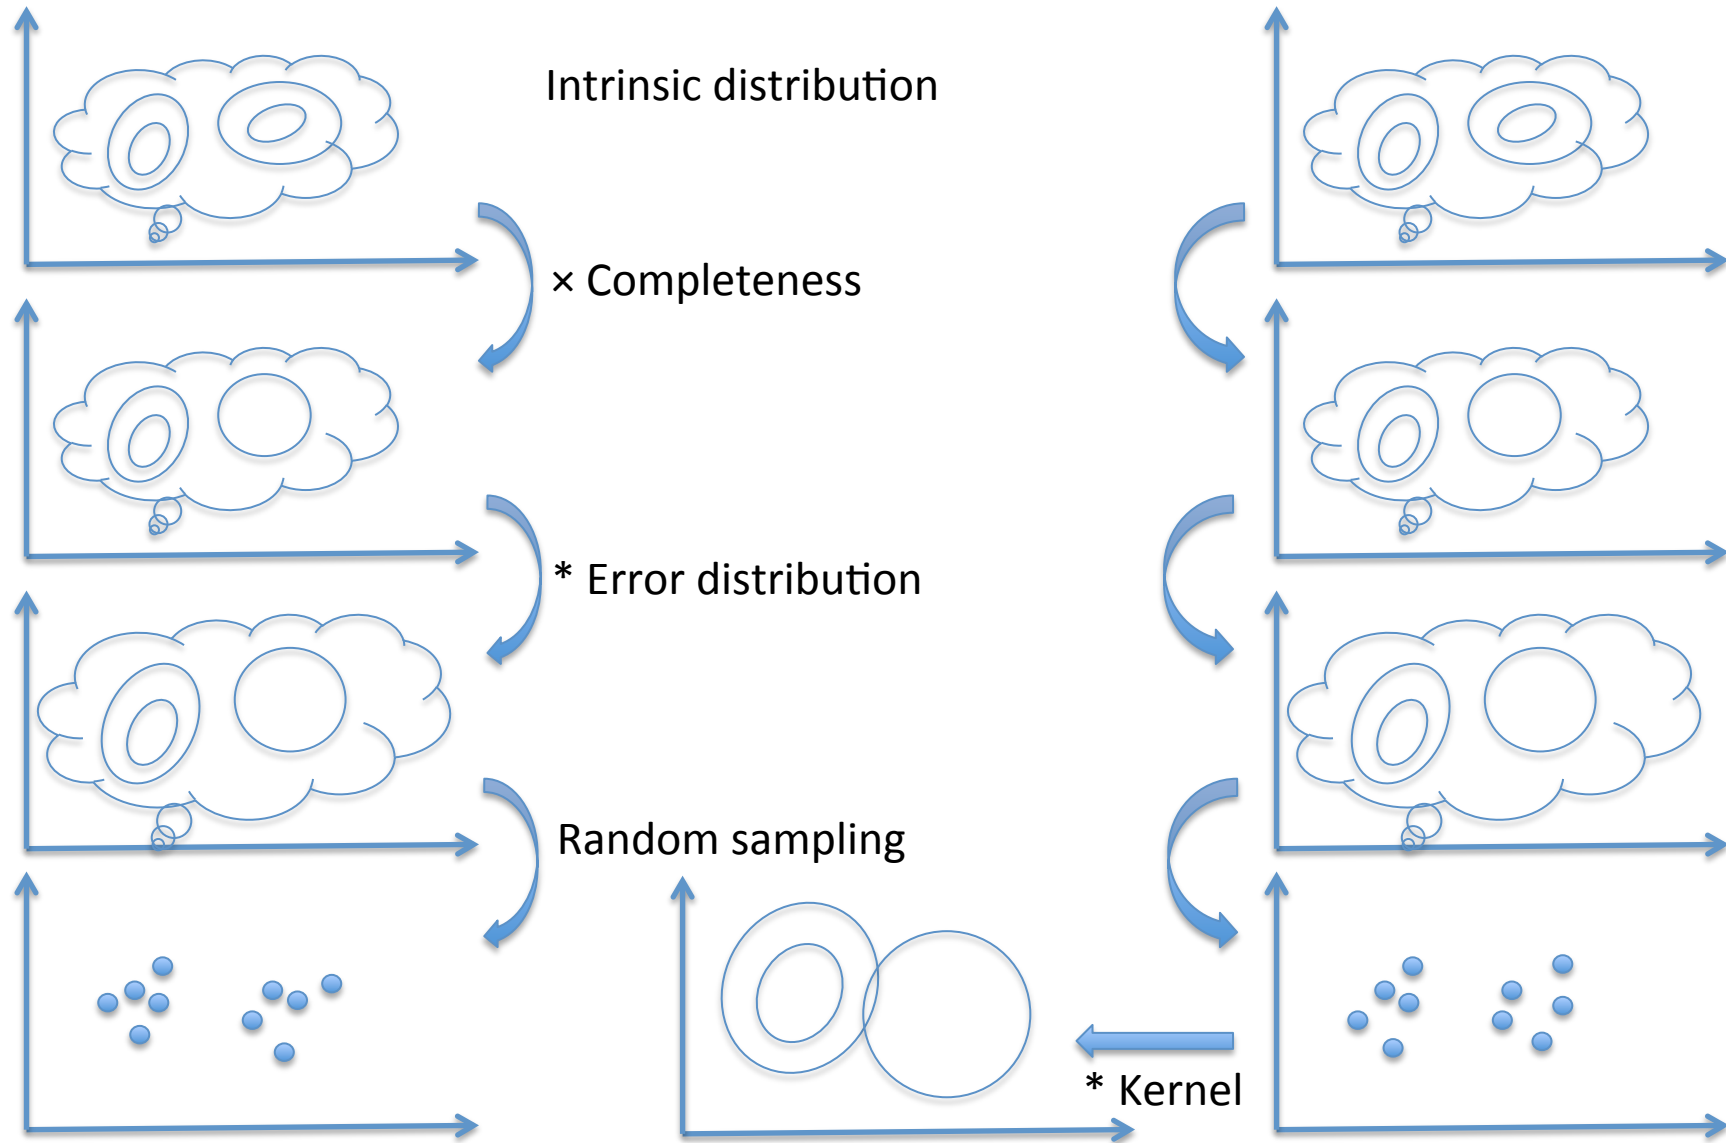 Intrinsic distribution
× Completeness
* Error distribution
Random sampling
* Kernel